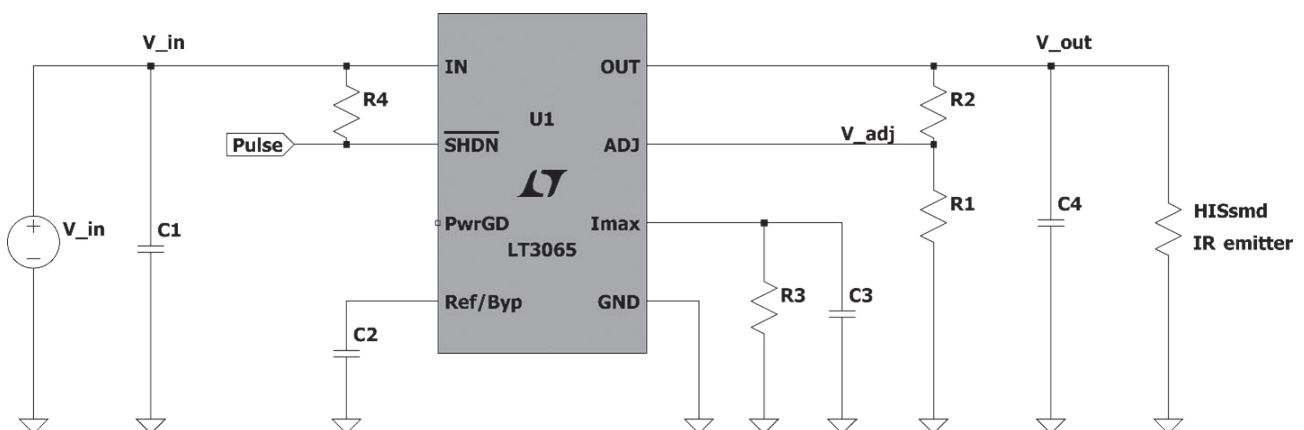 V_in
V_out
IN
OUT
R4
R2
U1
Pulse
SHDN
ADJ
V_adj
R1
V_in
C1
PwrGD
Imax
C4
HISsmd
IR emitter
LT3065
R3
C3
Ref/Byp
GND
C2